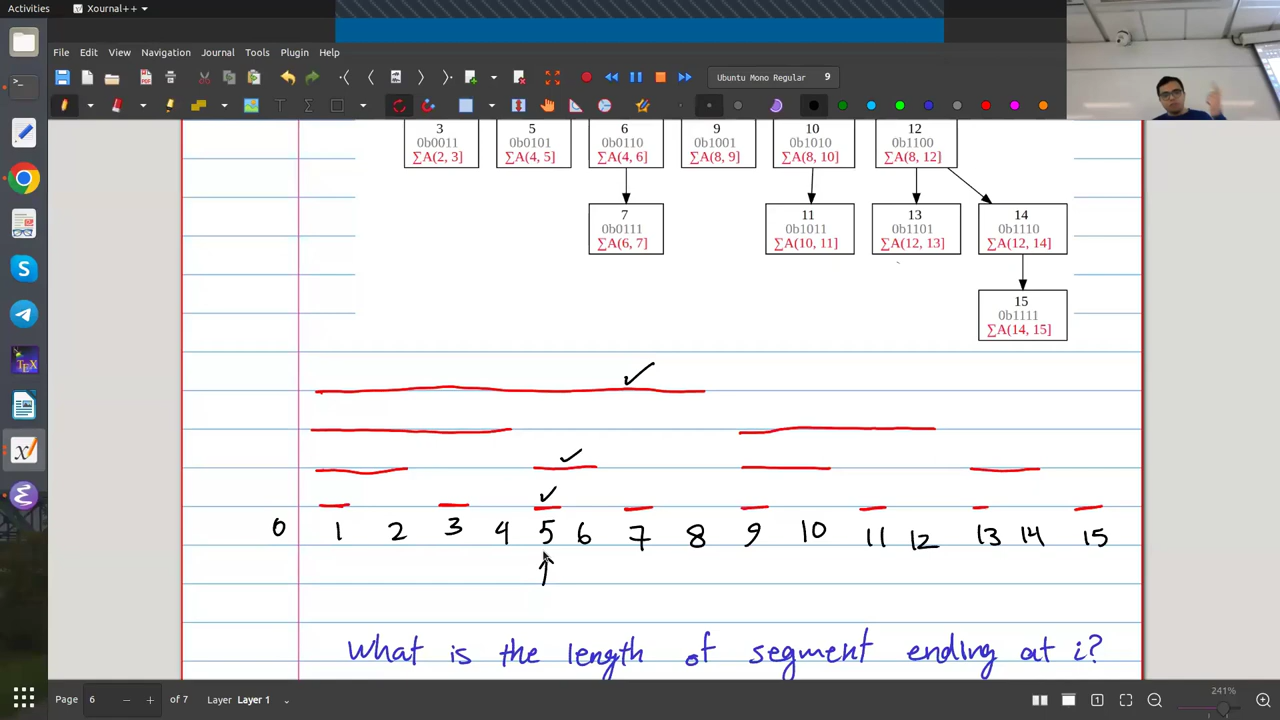 Activities Xournal++
File Edit View Navigation Journal Tools Plugin Help
Ubuntu Mono Regular 9
3 5 6 9 10 12
0b0011 0b0101 0b0110 0b1001 0b1010 0b1100
∑A(2, 3] ∑A(4, 5] ∑A(4, 6] ∑A(8, 9] ∑A(8, 10] ∑A(8, 12]
7 11 13 14
0b0111 0b1011 0b1101 0b1110
∑A(6, 7] ∑A(10, 11] ∑A(12, 13] ∑A(12, 14]
15
0b1111
∑A(14, 15]
0 1 2 3 4 5 6 7 8 9 10 11 12 13 14 15
What is the length of segment ending at i?
Page 6 of 7 Layer Layer 1 241%